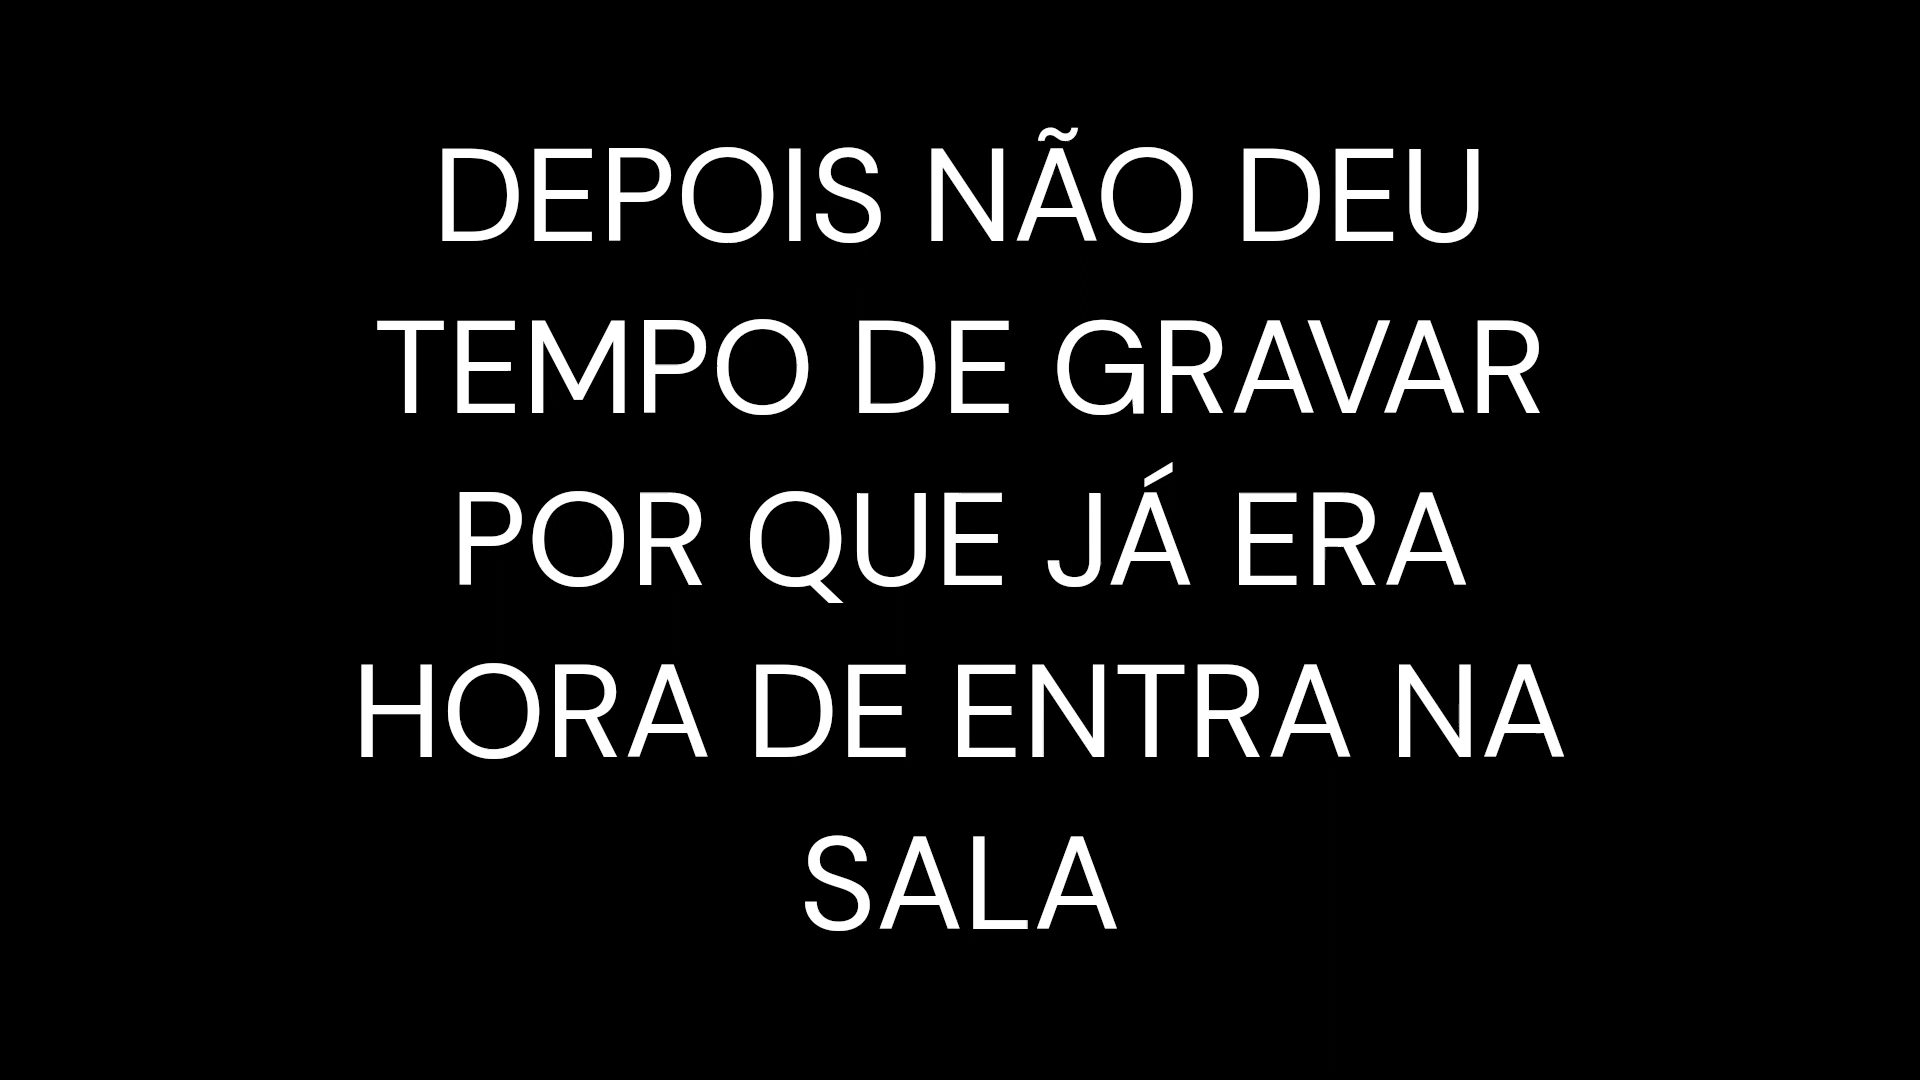 DEPOIS NÃO DEU
TEMPO DE GRAVAR
POR QUE JÁ ERA
HORA DE ENTRA NA
SALA